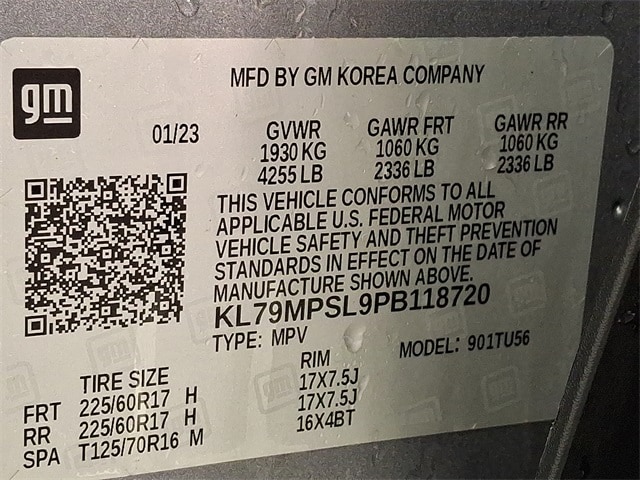 gm
MFD BY GM KOREA COMPANY
01/23
GVWR GAWR FRT GAWR RR
1930 KG 1060 KG 1060 KG
4255 LB 2336 LB 2336 LB
THIS VEHICLE CONFORMS TO ALL
APPLICABLE U.S. FEDERAL MOTOR
VEHICLE SAFETY AND THEFT PREVENTION
STANDARDS IN EFFECT ON THE DATE OF
MANUFACTURE SHOWN ABOVE.
KL79MPSL9PB118720
TYPE: MPV MODEL: 901TU56
TIRE SIZE RIM
FRT 225/60R17 H 17X7.5J
RR 225/60R17 H 17X7.5J
SPA T125/70R16 M 16X4BT